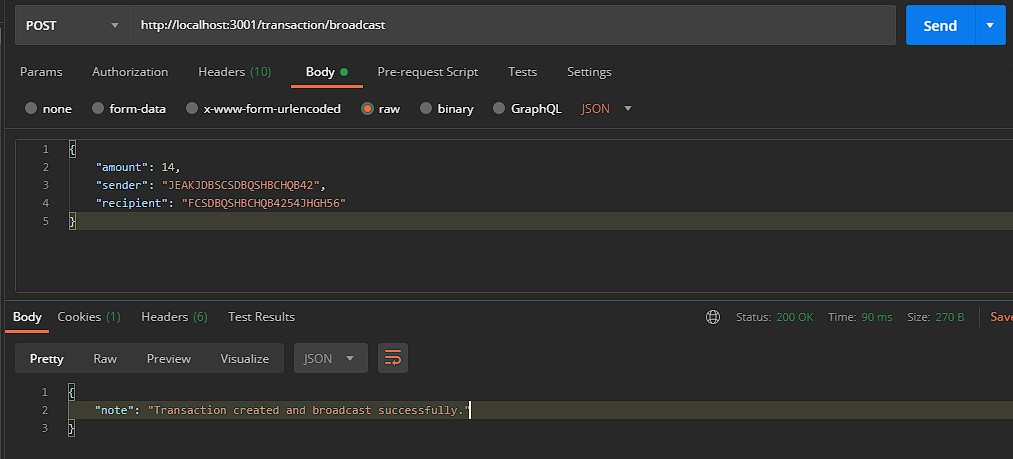 POST http://localhost:3001/transaction/broadcast Send
Params Authorization Headers (10) Body Pre-request Script Tests Settings
none form-data x-www-form-urlencoded raw binary GraphQL JSON
1 {
2 "amount": 14,
3 "sender": "JEAKJDBSCSDBQSHBCHQB42",
4 "recipient": "FCSDBQSHBCHQB4254JHGH56"
5 }
Body Cookies (1) Headers (6) Test Results Status: 200 OK Time: 90 ms Size: 270 B Save
Pretty Raw Preview Visualize JSON
1 {
2 "note": "Transaction created and broadcast successfully."
3 }